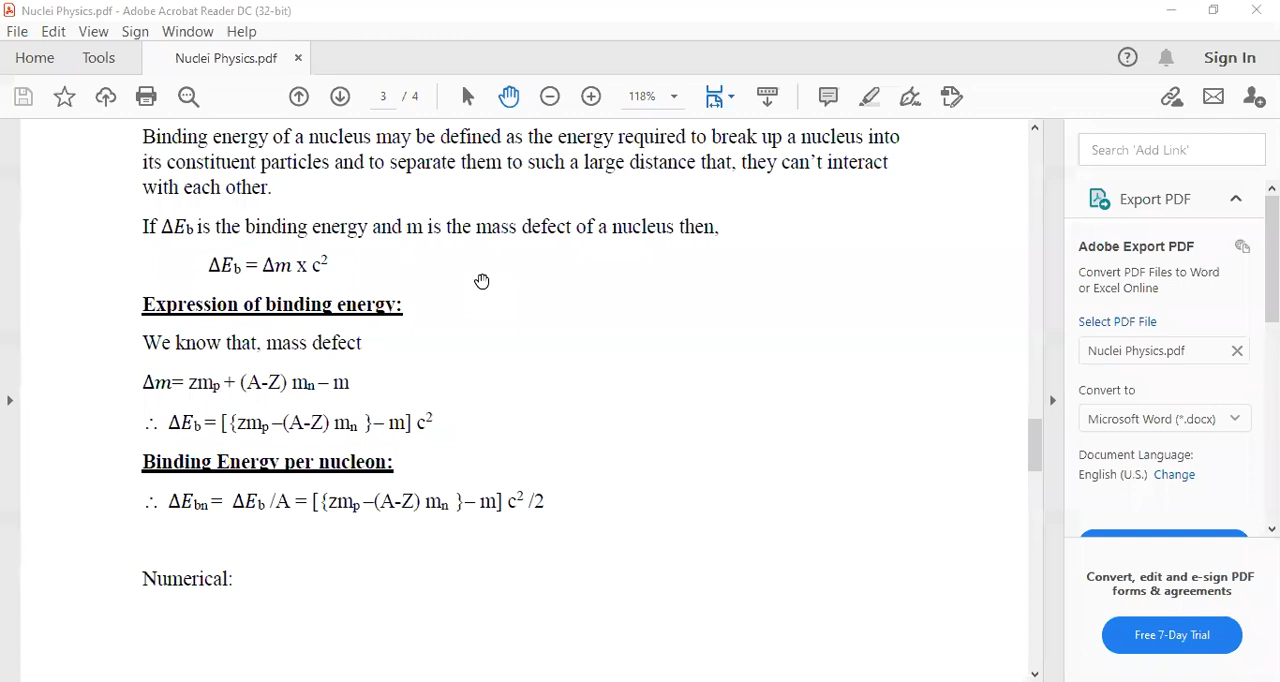 Nuclei Physics.pdf - Adobe Acrobat Reader DC (32-bit)
File Edit View Sign Window Help
Home Tools Nuclei Physics.pdf × Sign In
3 / 4 118%
Binding energy of a nucleus may be defined as the energy required to break up a nucleus into
its constituent particles and to separate them to such a large distance that, they can’t interact
with each other.
If ΔEb is the binding energy and m is the mass defect of a nucleus then,
ΔEb = Δm x c²
Expression of binding energy:
We know that, mass defect
Δm= zmp + (A-Z) mn – m
∴ ΔEb = [{zmp –(A-Z) mn }– m] c²
Binding Energy per nucleon:
∴ ΔEbn = ΔEb /A = [{zmp –(A-Z) mn }– m] c² /2
Numerical:
Search 'Add Link'
Export PDF
Adobe Export PDF
Convert PDF Files to Word
or Excel Online
Select PDF File
Nuclei Physics.pdf
Convert to
Microsoft Word (*.docx)
Document Language:
English (U.S.) Change
Convert, edit and e-sign PDF
forms & agreements
Free 7-Day Trial